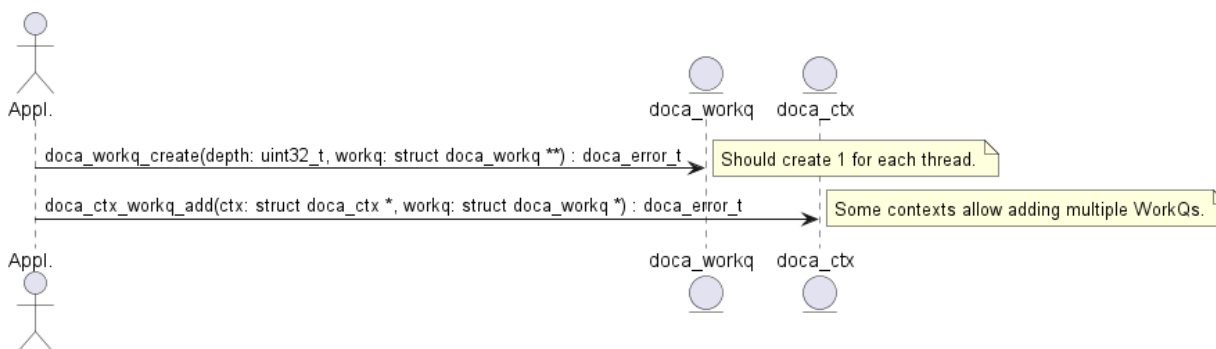 Appl.
doca_workq
doca_ctx
doca_workq_create(depth: uint32_t, workq: struct doca_workq **) : doca_error_t
Should create 1 for each thread.
doca_ctx_workq_add(ctx: struct doca_ctx *, workq: struct doca_workq *) : doca_error_t
Some contexts allow adding multiple WorkQs.
Appl.
doca_workq
doca_ctx